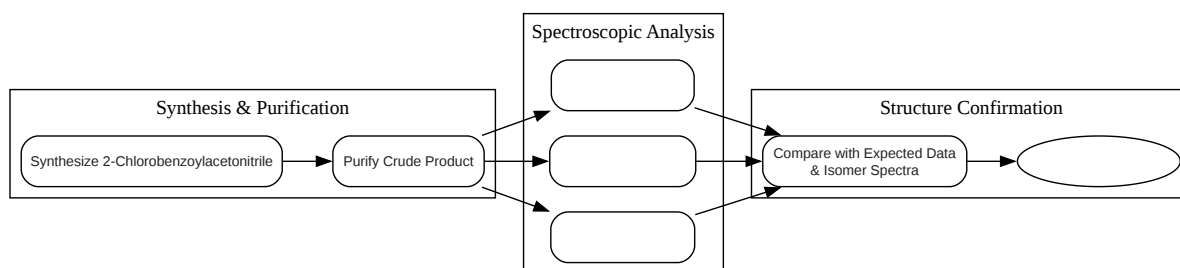 Spectroscopic Analysis
Synthesis & Purification
Structure Confirmation
Synthesize 2-Chlorobenzoylacetonitrile
Purify Crude Product
Compare with Expected Data
& Isomer Spectra